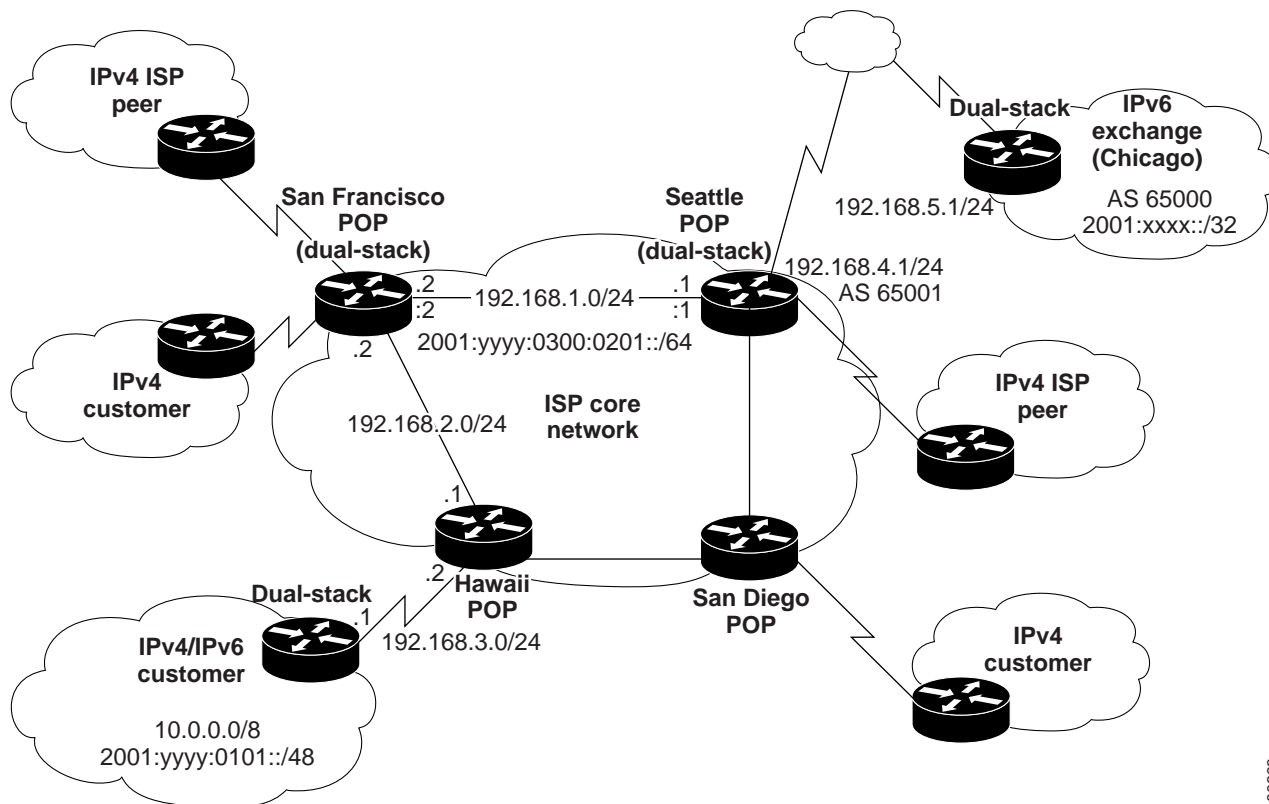 IPv4 ISP
peer
Dual-stack
IPv6
exchange
(Chicago)
AS 65000
2001:xxxx::/32
192.168.5.1/24
San Francisco
POP
(dual-stack)
Seattle
POP
(dual-stack)
192.168.4.1/24
AS 65001
.2
:2
192.168.1.0/24
.1
:1
2001:yyyy:0300:0201::/64
.2
IPv4
customer
192.168.2.0/24
ISP core
network
IPv4 ISP
peer
.1
.2
Hawaii
POP
San Diego
POP
Dual-stack
.1
192.168.3.0/24
IPv4/IPv6
customer
10.0.0.0/8
2001:yyyy:0101::/48
IPv4
customer